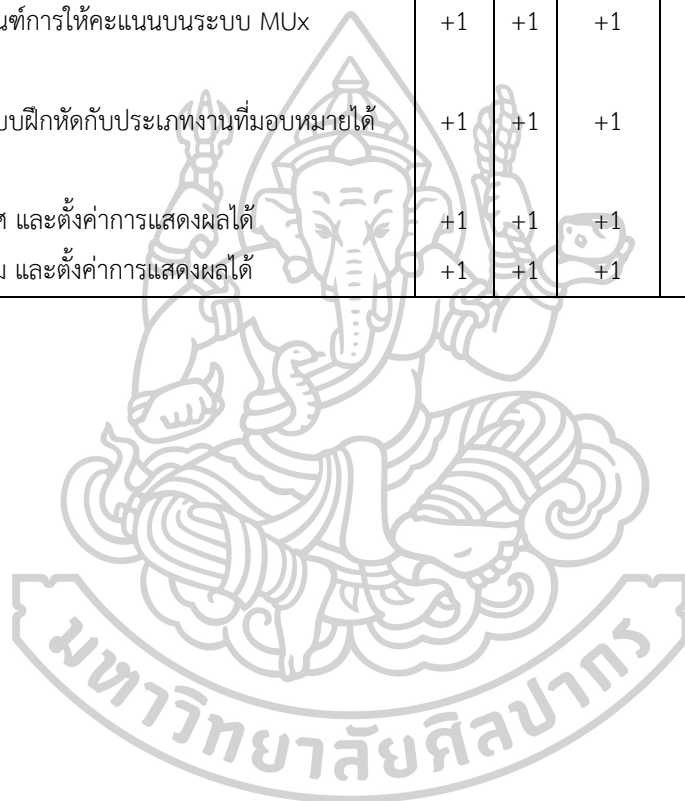 ณฑ์การให้คะแนนบนระบบ MUx +1 +1 +1
บบฝึกหัดกับประเภทงานที่มอบหมายได้ +1 +1 +1
ศ และตั้งค่าการแสดงผลได้ +1 +1 +1
ม และตั้งค่าการแสดงผลได้ +1 +1 +1
มหาวิทยาลัยศิลปากร